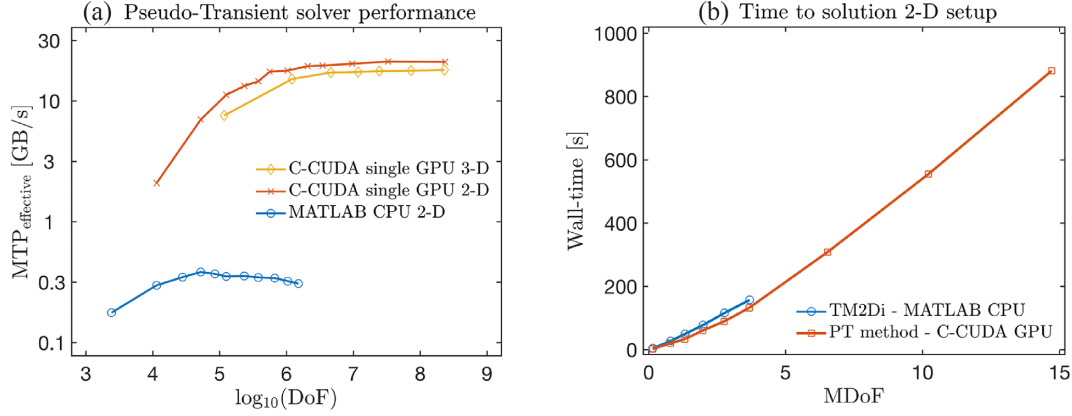 (a) Pseudo-Transient solver performance
30
10
3
1
0.3
0.1
MTPeffective [GB/s]
C-CUDA single GPU 3-D
C-CUDA single GPU 2-D
MATLAB CPU 2-D
3 4 5 6 7 8 9
log10(DoF)
(b) Time to solution 2-D setup
1000
800
600
400
200
0
Wall-time [s]
TM2Di - MATLAB CPU
PT method - C-CUDA GPU
0 5 10 15
MDoF